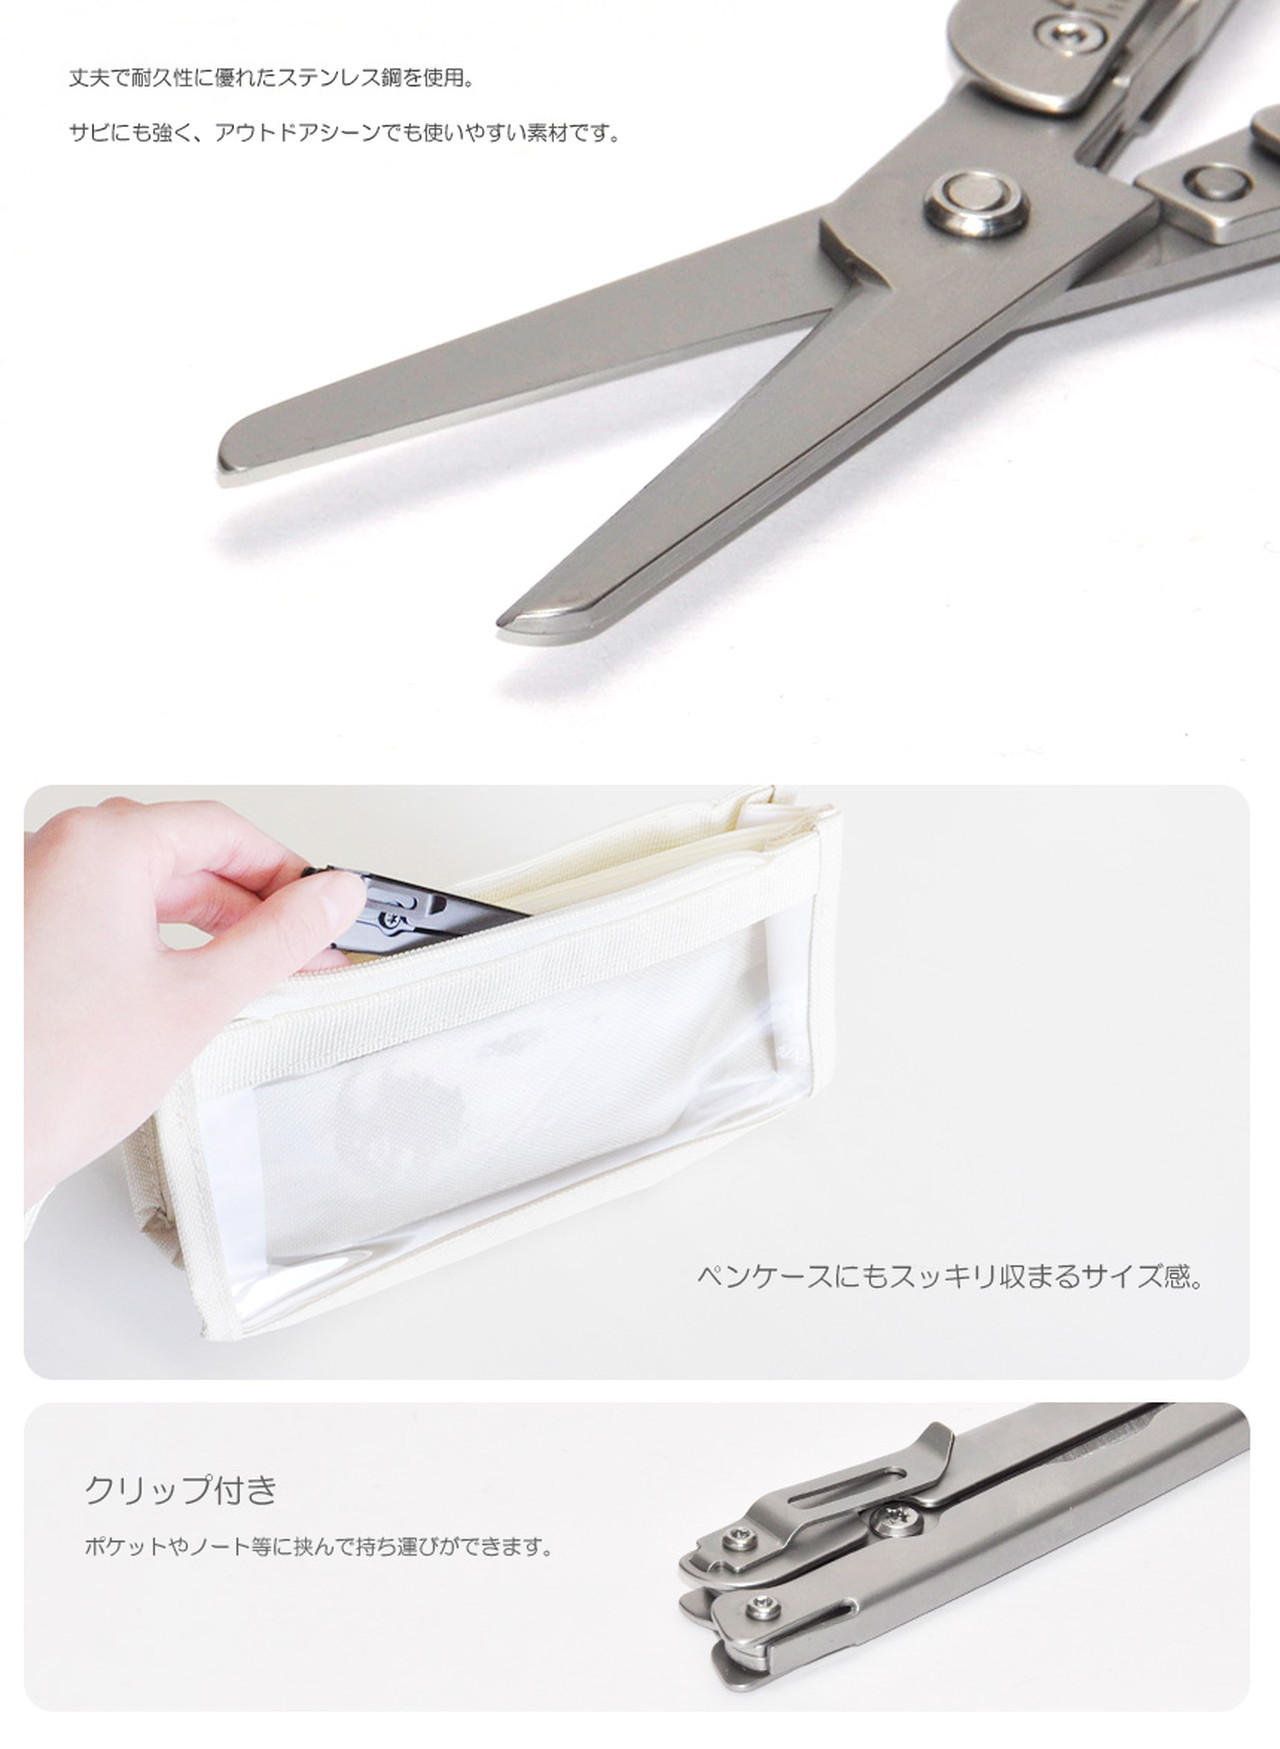 丈夫で耐久性に優れたステンレス鋼を使用。
サビにも強く、アウトドアシーンでも使いやすい素材です。
ペンケースにもスッキリ収まるサイズ感。
クリップ付き
ポケットやノート等に挟んで持ち運びができます。